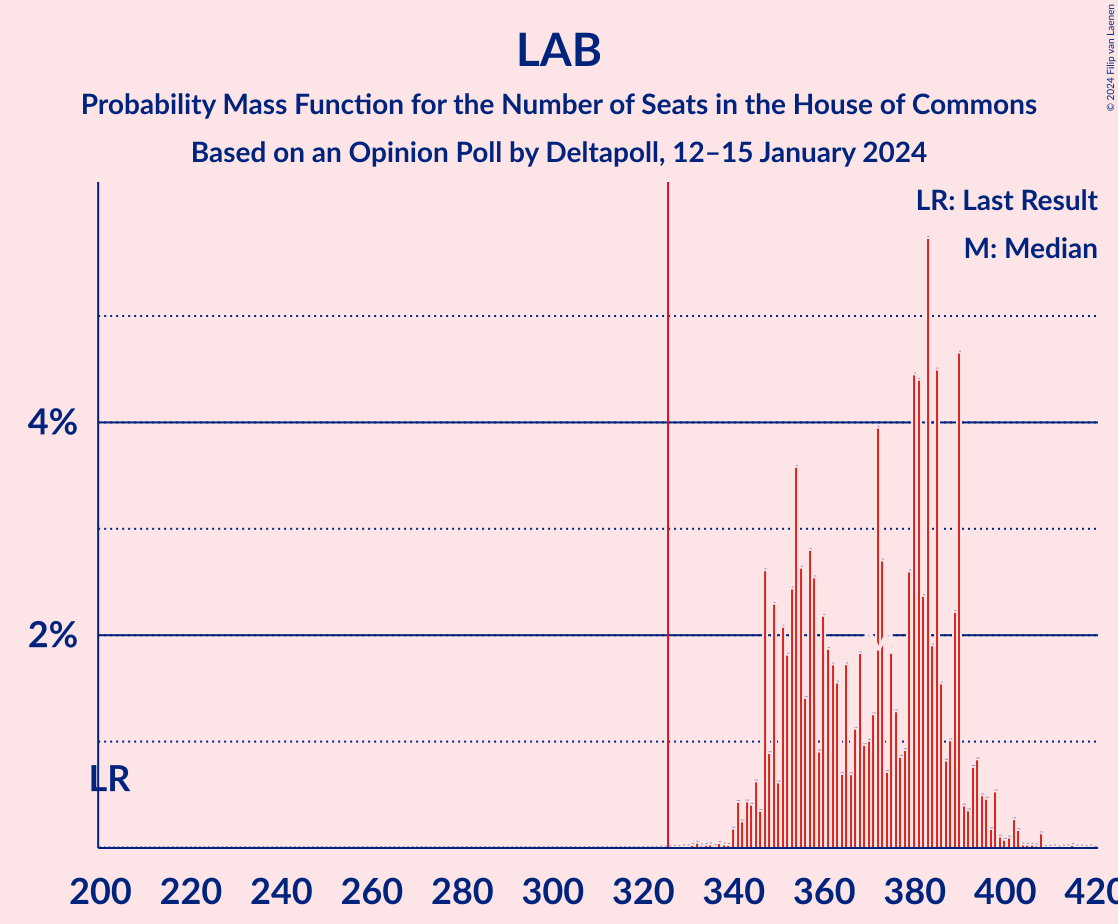 LAB
Probability Mass Function for the Number of Seats in the House of Commons
Based on an Opinion Poll by Deltapoll, 12–15 January 2024
© 2024 Filip van Laenen
LR: Last Result
M: Median
4%
2%
LR
200 220 240 260 280 300 320 340 360 380 400 420